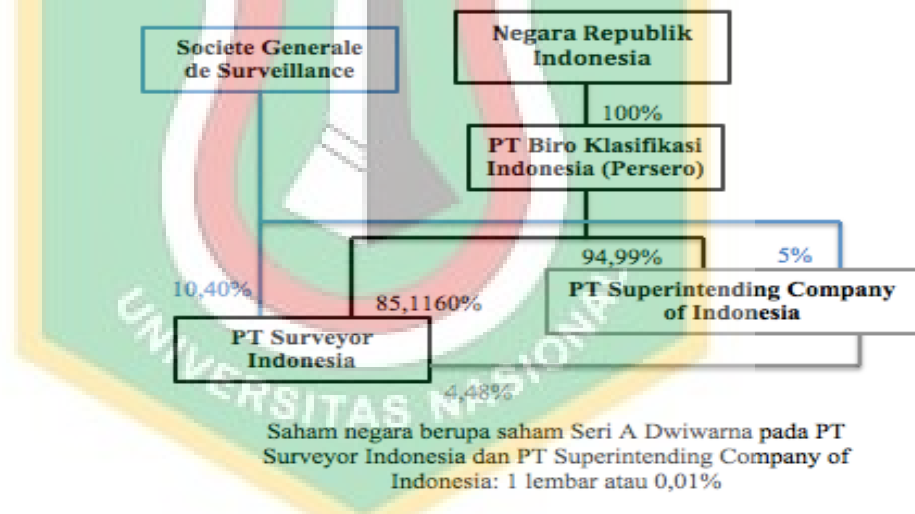 Societe Generale
de Surveillance
Negara Republik
Indonesia
100%
PT Biro Klasifikasi
Indonesia (Persero)
94,99%
5%
10,40%
85,1160%
PT Superintending Company
of Indonesia
PT Surveyor
Indonesia
4,48%
UNIVERSITAS NASIONAL
Saham negara berupa saham Seri A Dwiwarna pada PT
Surveyor Indonesia dan PT Superintending Company of
Indonesia: 1 lembar atau 0,01%